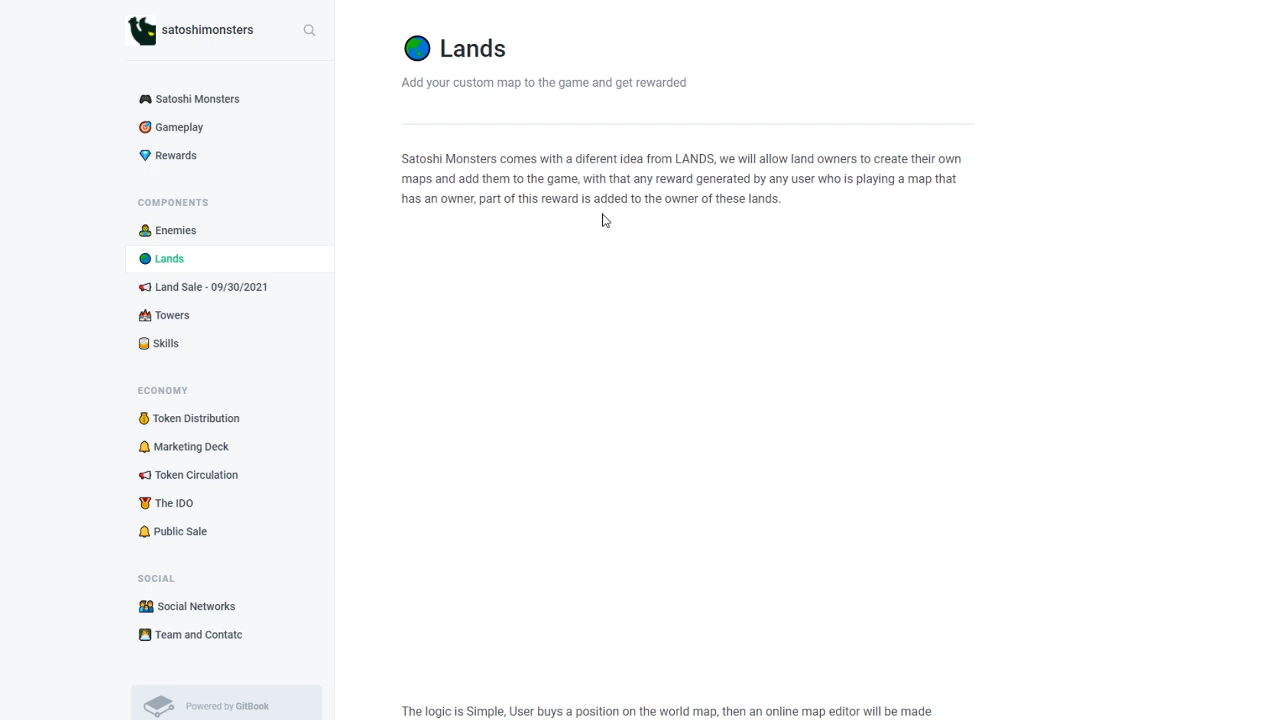 satoshimonsters
Satoshi Monsters
Gameplay
Rewards
COMPONENTS
Enemies
Lands
Land Sale - 09/30/2021
Towers
Skills
ECONOMY
Token Distribution
Marketing Deck
Token Circulation
The IDO
Public Sale
SOCIAL
Social Networks
Team and Contatc
Powered by GitBook
Lands
Add your custom map to the game and get rewarded
Satoshi Monsters comes with a diferent idea from LANDS, we will allow land owners to create their own
maps and add them to the game, with that any reward generated by any user who is playing a map that
has an owner, part of this reward is added to the owner of these lands.
The logic is Simple, User buys a position on the world map, then an online map editor will be made